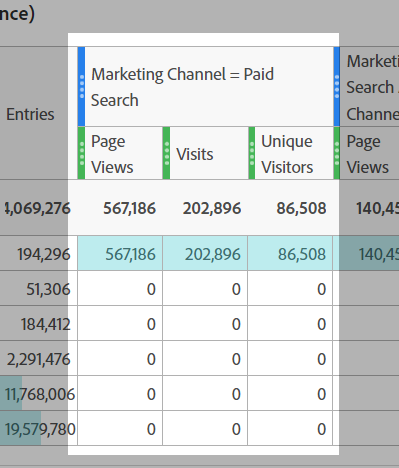 nce)
Entries
Marketing Channel = Paid
Search
Marketi
Search
Channe
Page
Views
Visits
Unique
Visitors
Page
Views
4,069,276 567,186 202,896 86,508 140,45
194,296 567,186 202,896 86,508 140,45
51,306 0 0 0
184,412 0 0 0
2,291,476 0 0 0
11,768,006 0 0 0
19,579,780 0 0 0